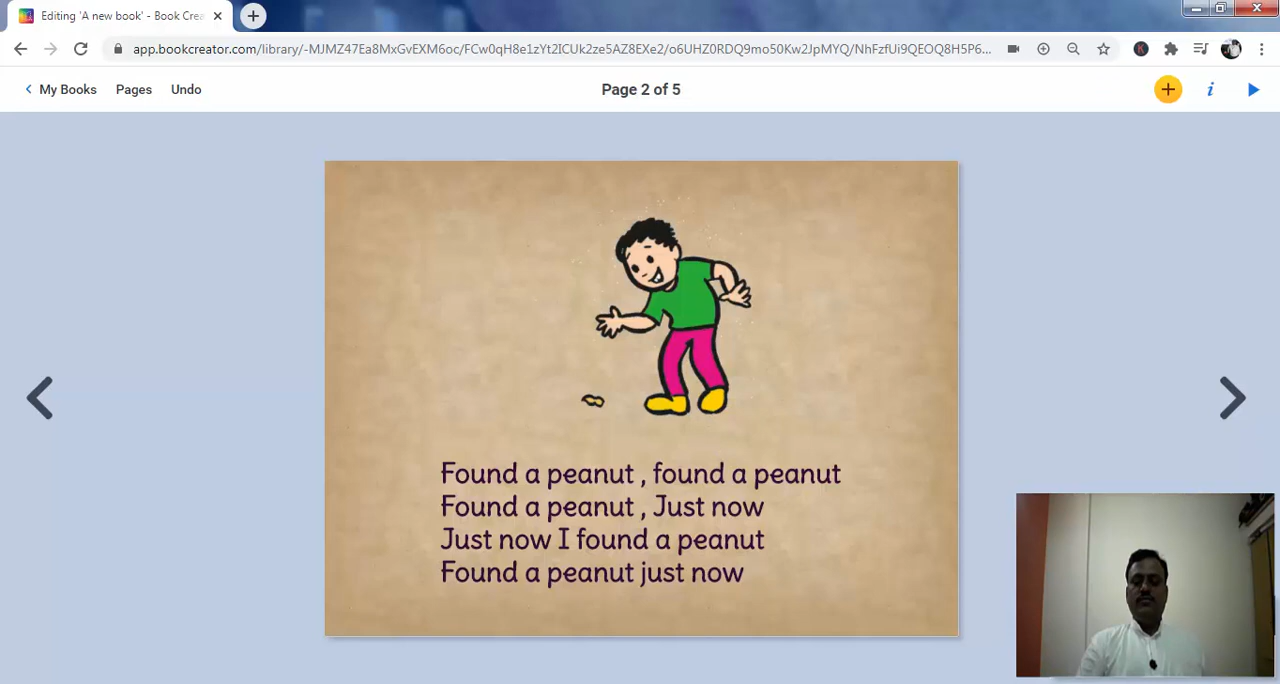 Editing 'A new book' - Book Crea
app.bookcreator.com/library/-MJMZ47Ea8MxGvEXM6oc/FCw0qH8e1zYt2ICUk2ze5AZ8EXe2/o6UHZ0RDQ9mo50Kw2JpMYQ/NhFzfUi9QEOQ8H5P6...
My Books Pages Undo Page 2 of 5
Found a peanut , found a peanut
Found a peanut , Just now
Just now I found a peanut
Found a peanut just now